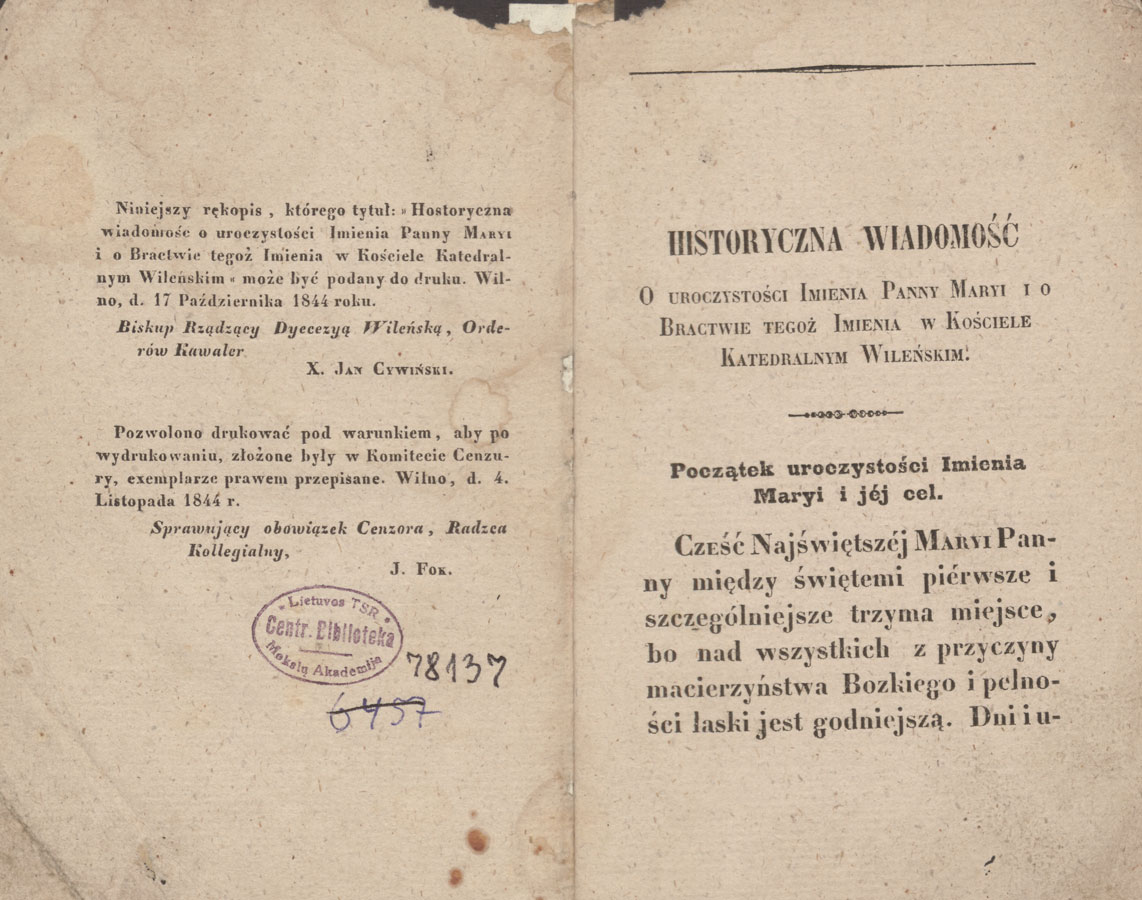 Niniejszy rękopis, którego tytuł: » Hostoryczna
wiadomośc o uroczystości Imienia Panny MARYI
i o Bractwie tegoż Imienia w Kościele Katedral-
nym Wileńskim « może być podany do druku. Wil-
no, d. 17 Października 1844 roku.
Biskup Rządzący Dyecezyą Wileńską, Orde-
rów Kawaler
X. JAN CYWIŃSKI.
Pozwolono drukować pod warunkiem, aby po
wydrukowaniu, złożone były w Komitecie Cenzu-
ry, exemplarze prawem przepisane. Wilno, d. 4.
Listopada 1844 r.
Sprawujący obowiązek Cenzora, Radzca
Kollegialny,
J. FOK.
Lietuvos TSR
Centr. Biblioteka
Mokslų Akademija
78137
6457
HISTORYCZNA WIADOMOŚĆ
O UROCZYSTOŚCI IMIENIA PANNY MARYI I O
BRACTWIE TEGOŻ IMIENIA W KOŚCIELE
KATEDRALNYM WILEŃSKIM.
Początek uroczystości Imienia
Maryi i jéj cel.
CZEŚĆ Najświętszéj MARYI Pan-
ny między świętemi piérwsze i
szczególniejsze trzyma miejsce,
bo nad wszystkich z przyczyny
macierzyństwa Bozkiego i pełno-
ści łaski jest godniejszą. Dni i u-